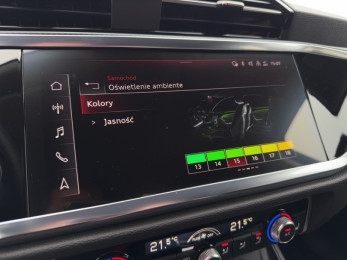 Samochód
Oświetlenie ambiente
Kolory
> Jasność
13 14 15 16 17 18
21.5°C 21.5°C